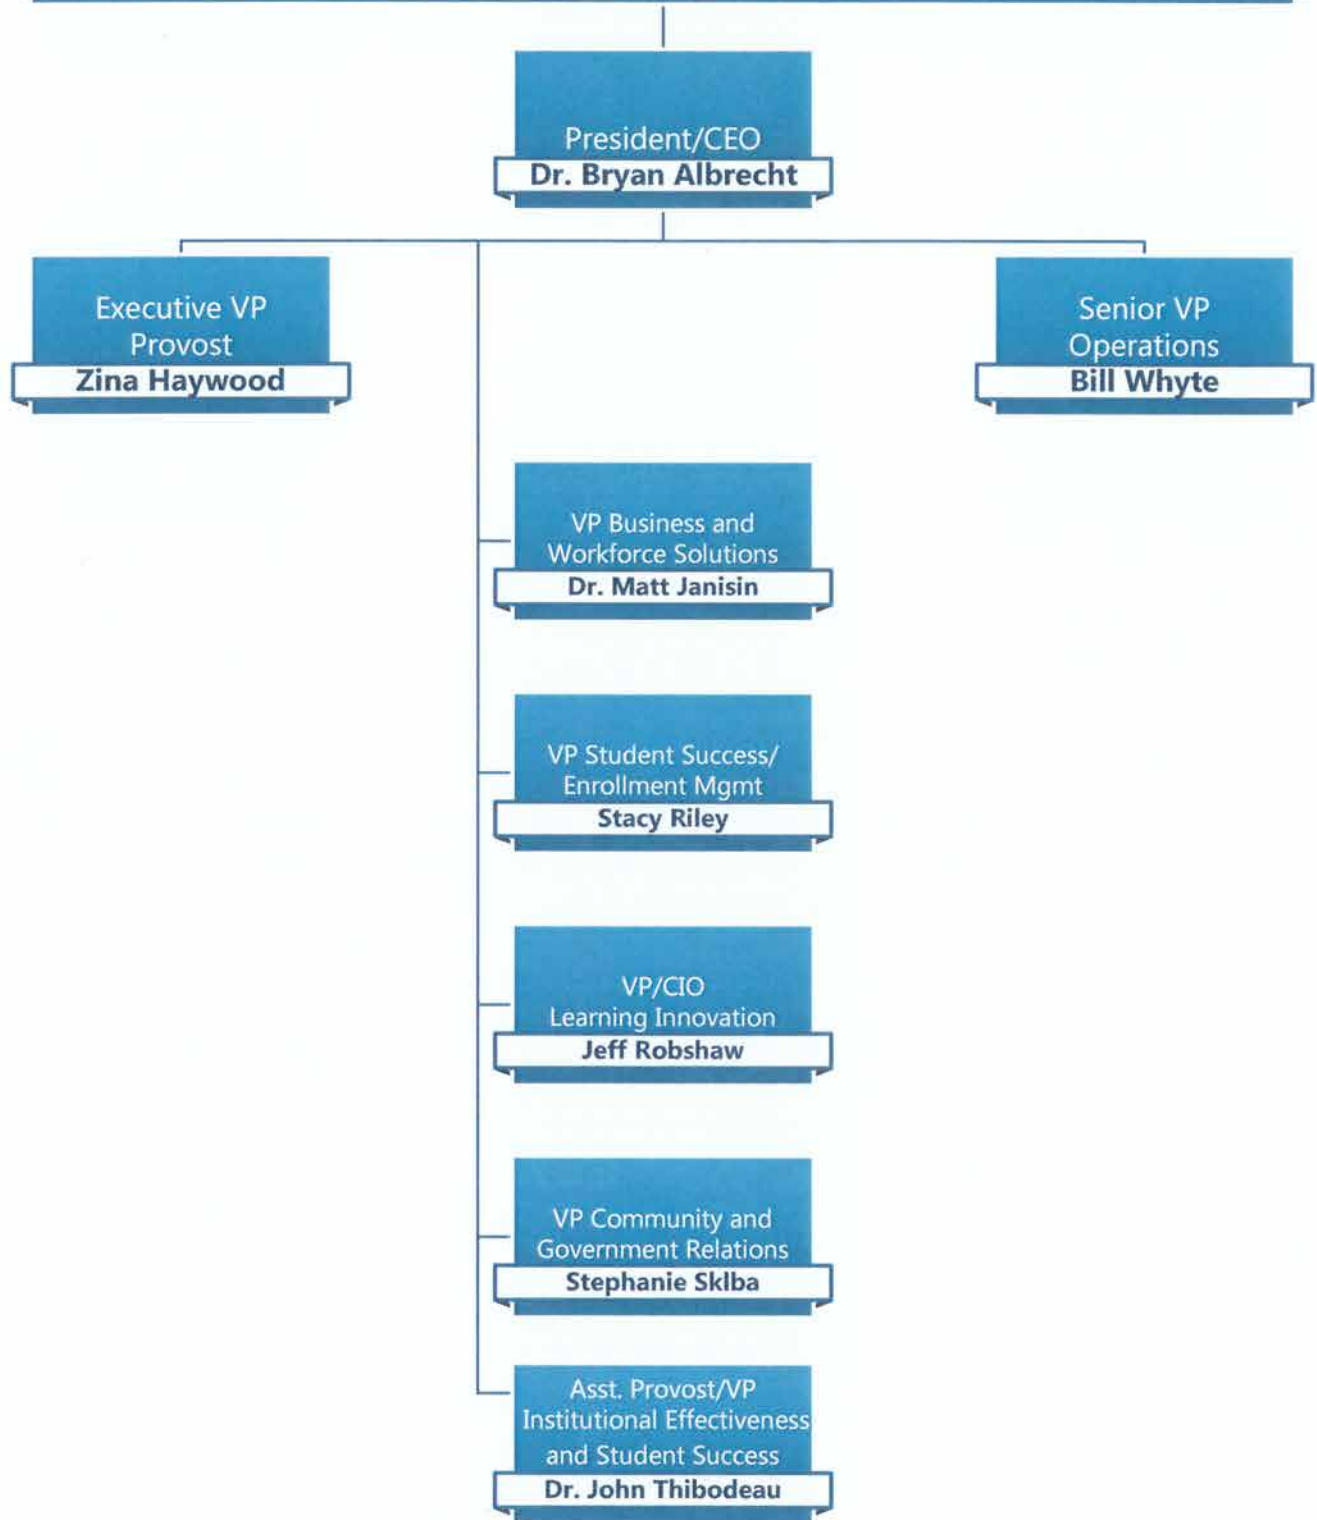 President/CEO
Dr. Bryan Albrecht
Executive VP
Provost
Zina Haywood
Senior VP
Operations
Bill Whyte
VP Business and
Workforce Solutions
Dr. Matt Janisin
VP Student Success/
Enrollment Mgmt
Stacy Riley
VP/CIO
Learning Innovation
Jeff Robshaw
VP Community and
Government Relations
Stephanie Sklba
Asst. Provost/VP
Institutional Effectiveness
and Student Success
Dr. John Thibodeau